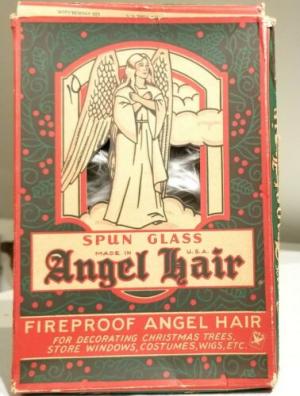 SPUN GLASS
MADE IN U.S.A.
Angel Hair
FIREPROOF ANGEL HAIR
FOR DECORATING CHRISTMAS TREES,
STORE WINDOWS, COSTUMES, WIGS, ETC.